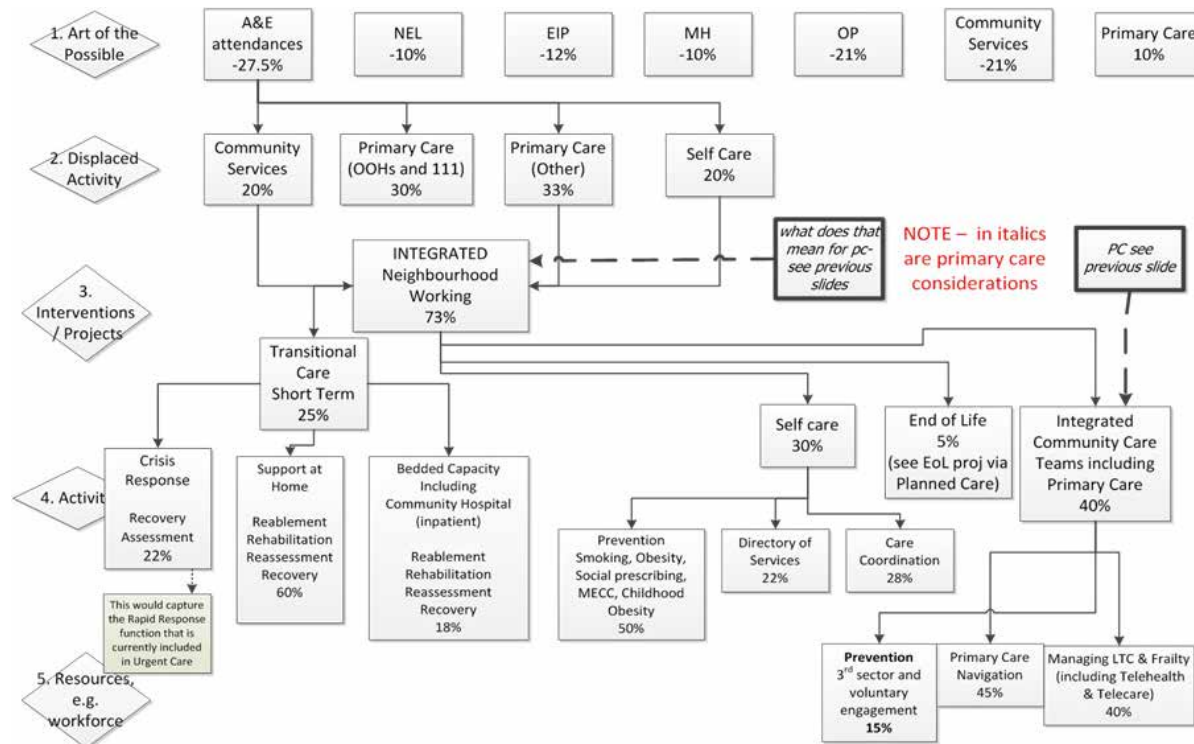 1. Art of the
Possible
A&E
attendances
-27.5%
NEL
-10%
EIP
-12%
MH
-10%
OP
-21%
Community
Services
-21%
Primary Care
10%
2. Displaced
Activity
Community
Services
20%
Primary Care
(OOHs and 111)
30%
Primary Care
(Other)
33%
Self Care
20%
3.
Interventions
/ Projects
INTEGRATED
Neighbourhood
Working
73%
what does that
mean for pc-
see previous
slides
NOTE – in italics
are primary care
considerations
PC see
previous slide
Transitional
Care
Short Term
25%
Self care
30%
End of Life
5%
(see EoL proj via
Planned Care)
Integrated
Community Care
Teams including
Primary Care
40%
4. Activit
Crisis
Response
Recovery
Assessment
22%
Support at
Home
Reablement
Rehabilitation
Reassessment
Recovery
60%
Bedded Capacity
Including
Community Hospital
(inpatient)
Reablement
Rehabilitation
Reassessment
Recovery
18%
Prevention
Smoking, Obesity,
Social prescribing,
MECC, Childhood
Obesity
50%
Directory of
Services
22%
Care
Coordination
28%
This would capture
the Rapid Response
function that is
currently included
in Urgent Care
5. Resources,
e.g.
workforce
Prevention
3rd sector and
voluntary
engagement
15%
Primary Care
Navigation
45%
Managing LTC & Frailty
(including Telehealth
& Telecare)
40%